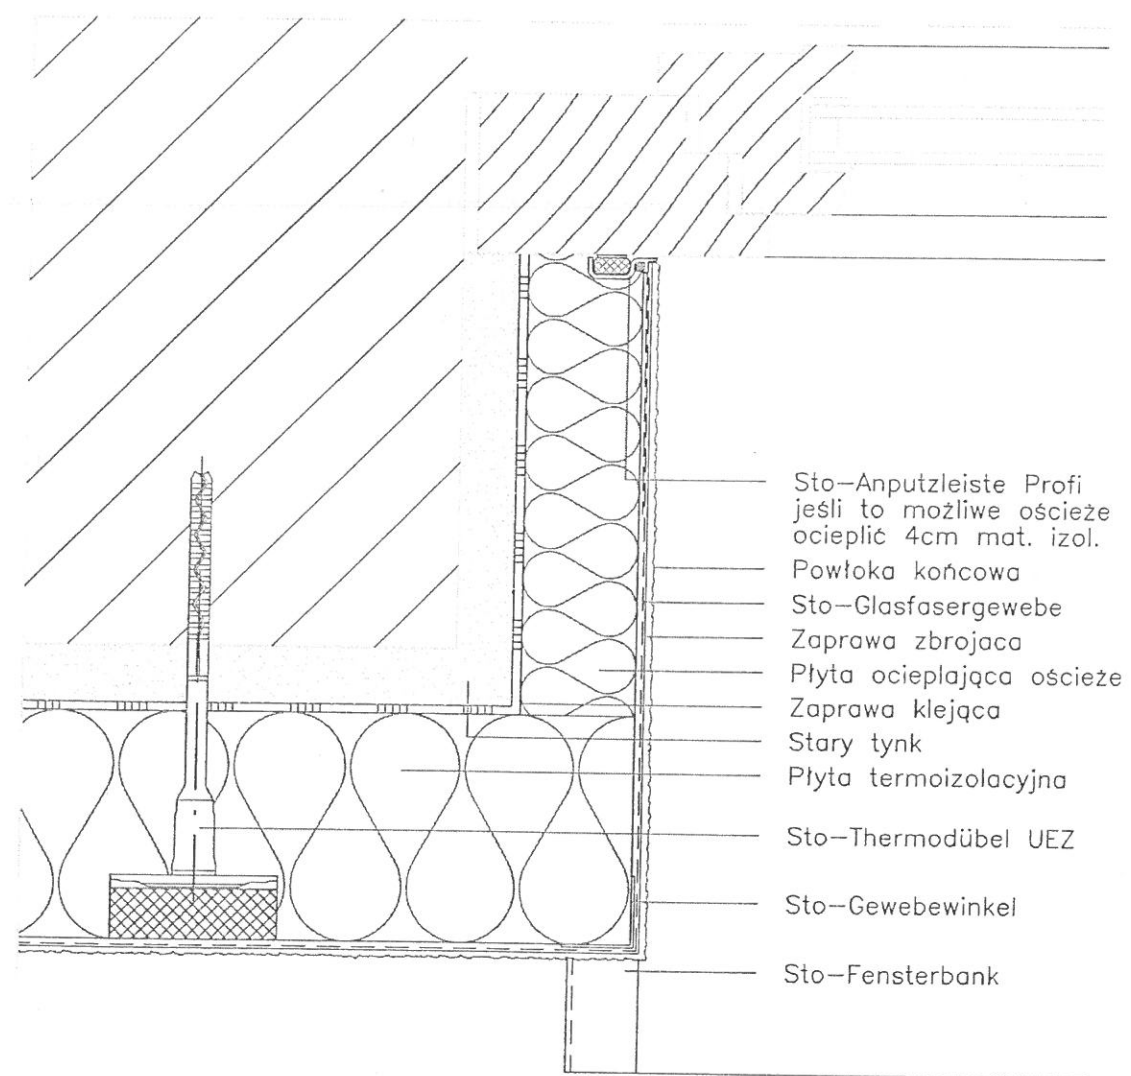 Sto-Anputzleiste Profi
jeśli to możliwe ościeże
ocieplić 4cm mat. izol.
Powłoka końcowa
Sto-Glasfasergewebe
Zaprawa zbrojaca
Płyta ocieplająca ościeże
Zaprawa klejąca
Stary tynk
Płyta termoizolacyjna
Sto-Thermodübel UEZ
Sto-Gewebewinkel
Sto-Fensterbank